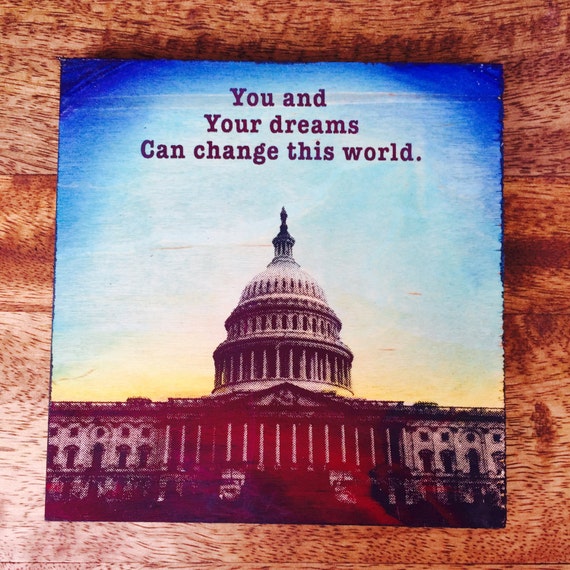 You and
Your dreams
Can change this world.